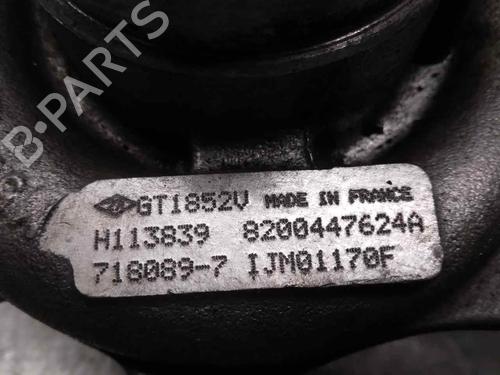 B-PARTS
GT1852V MADE IN FRANCE
H113839 8200447624A
718089-7 IJM01170F